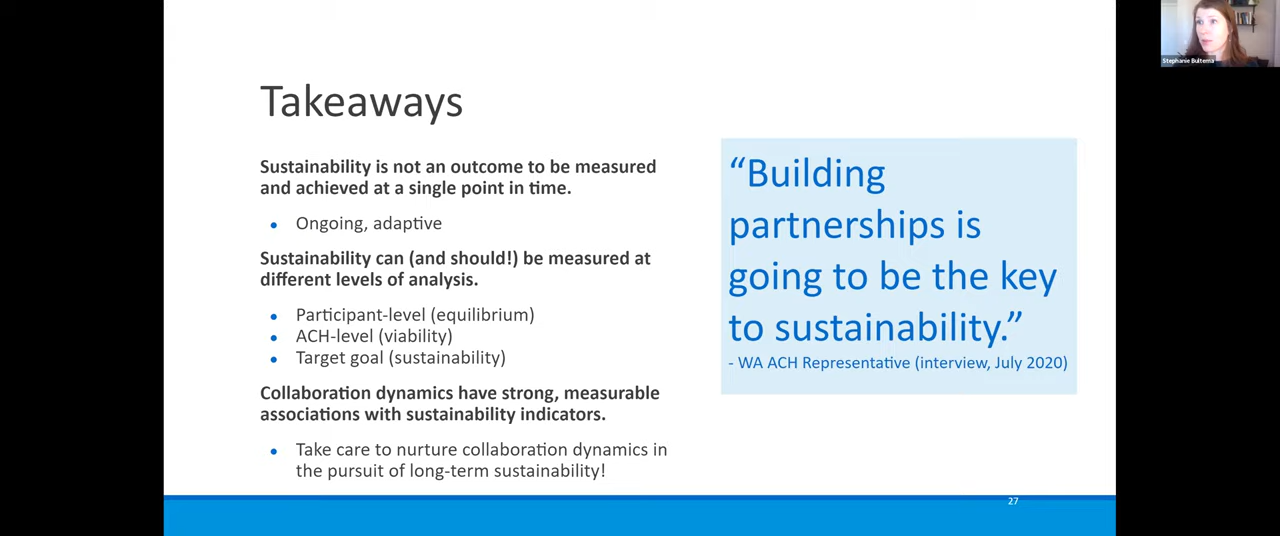 Takeaways
Sustainability is not an outcome to be measured
and achieved at a single point in time.
• Ongoing, adaptive
Sustainability can (and should!) be measured at
different levels of analysis.
• Participant-level (equilibrium)
• ACH-level (viability)
• Target goal (sustainability)
Collaboration dynamics have strong, measurable
associations with sustainability indicators.
• Take care to nurture collaboration dynamics in
the pursuit of long-term sustainability!
“Building
partnerships is
going to be the key
to sustainability.”
- WA ACH Representative (interview, July 2020)
27
Stephanie Bultema